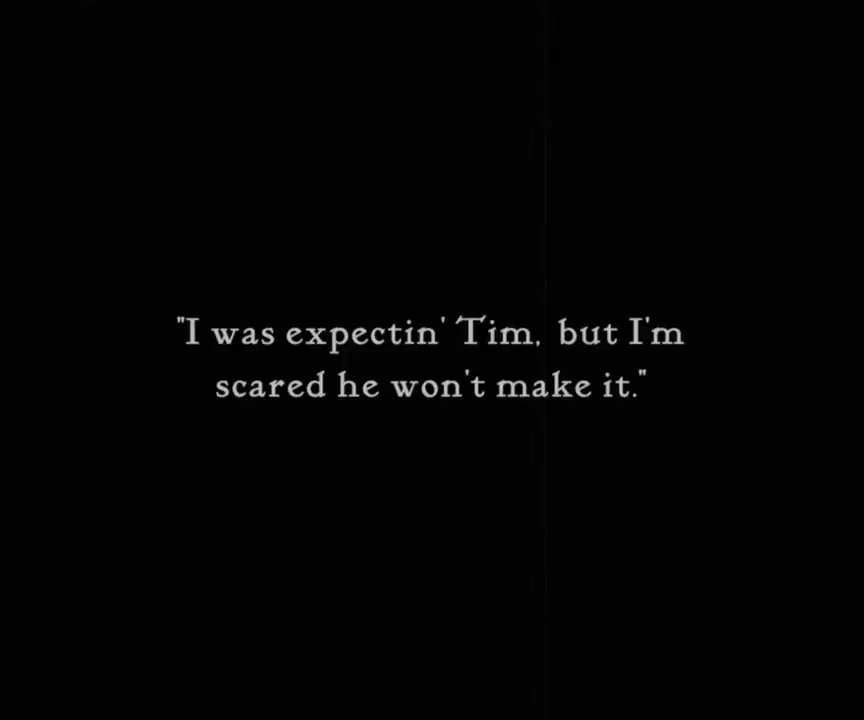 "I was expectin' Tim, but I'm
scared he won't make it."